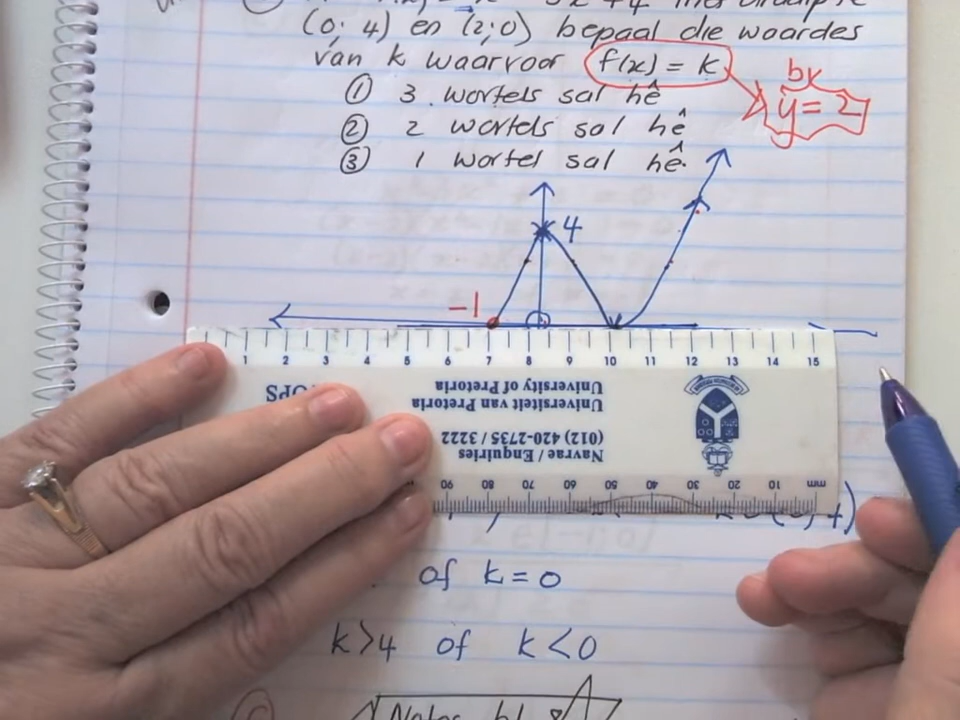 (0; 4) en (2;0) bepaal die waardes
van k waarvoor f(x) = k
by
y = 2
① 3 wortels sal hê
② 2 wortels sal hê
③ 1 wortel sal hê.
4
-1
1 2 3 4 5 6 7 8 9 10 11 12 13 14 15
University of Pretoria
Universiteit van Pretoria
(012) 420-2735 / 3222
Navrae / Enquiries
90 80 70 60 50 40 30 20 10 mm
of k = 0
k > 4 of k < 0